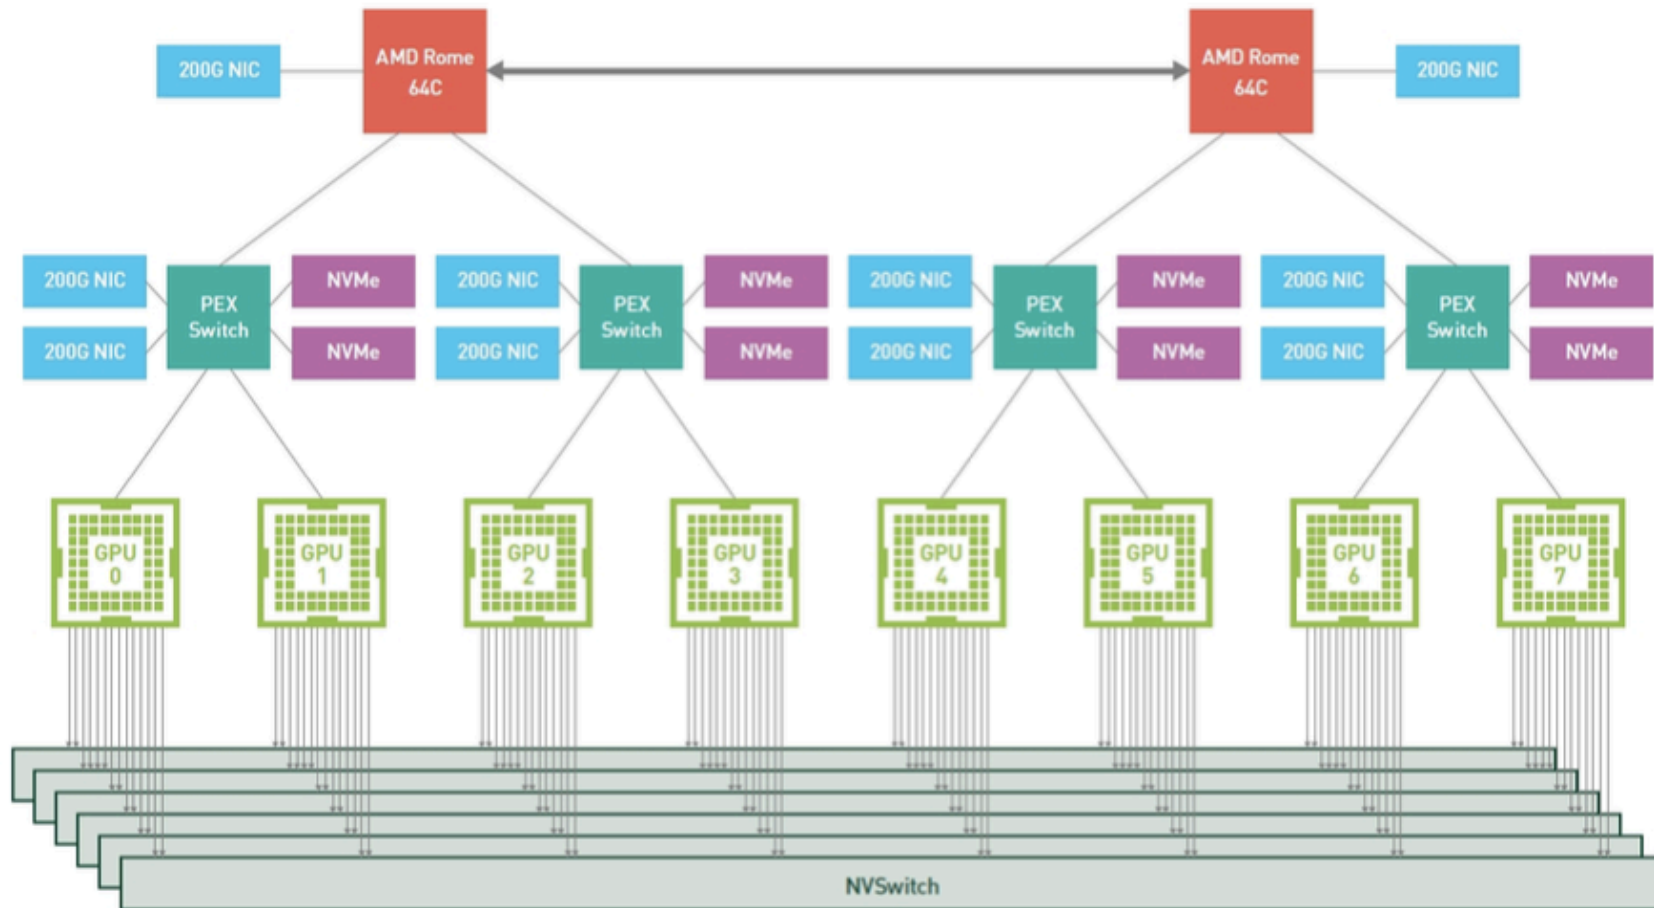 200G NIC
AMD Rome
64C
AMD Rome
64C
200G NIC
200G NIC
200G NIC
PEX
Switch
NVMe
NVMe
200G NIC
200G NIC
PEX
Switch
NVMe
NVMe
200G NIC
200G NIC
PEX
Switch
NVMe
NVMe
200G NIC
200G NIC
PEX
Switch
NVMe
NVMe
GPU
0
GPU
1
GPU
2
GPU
3
GPU
4
GPU
5
GPU
6
GPU
7
NVSwitch